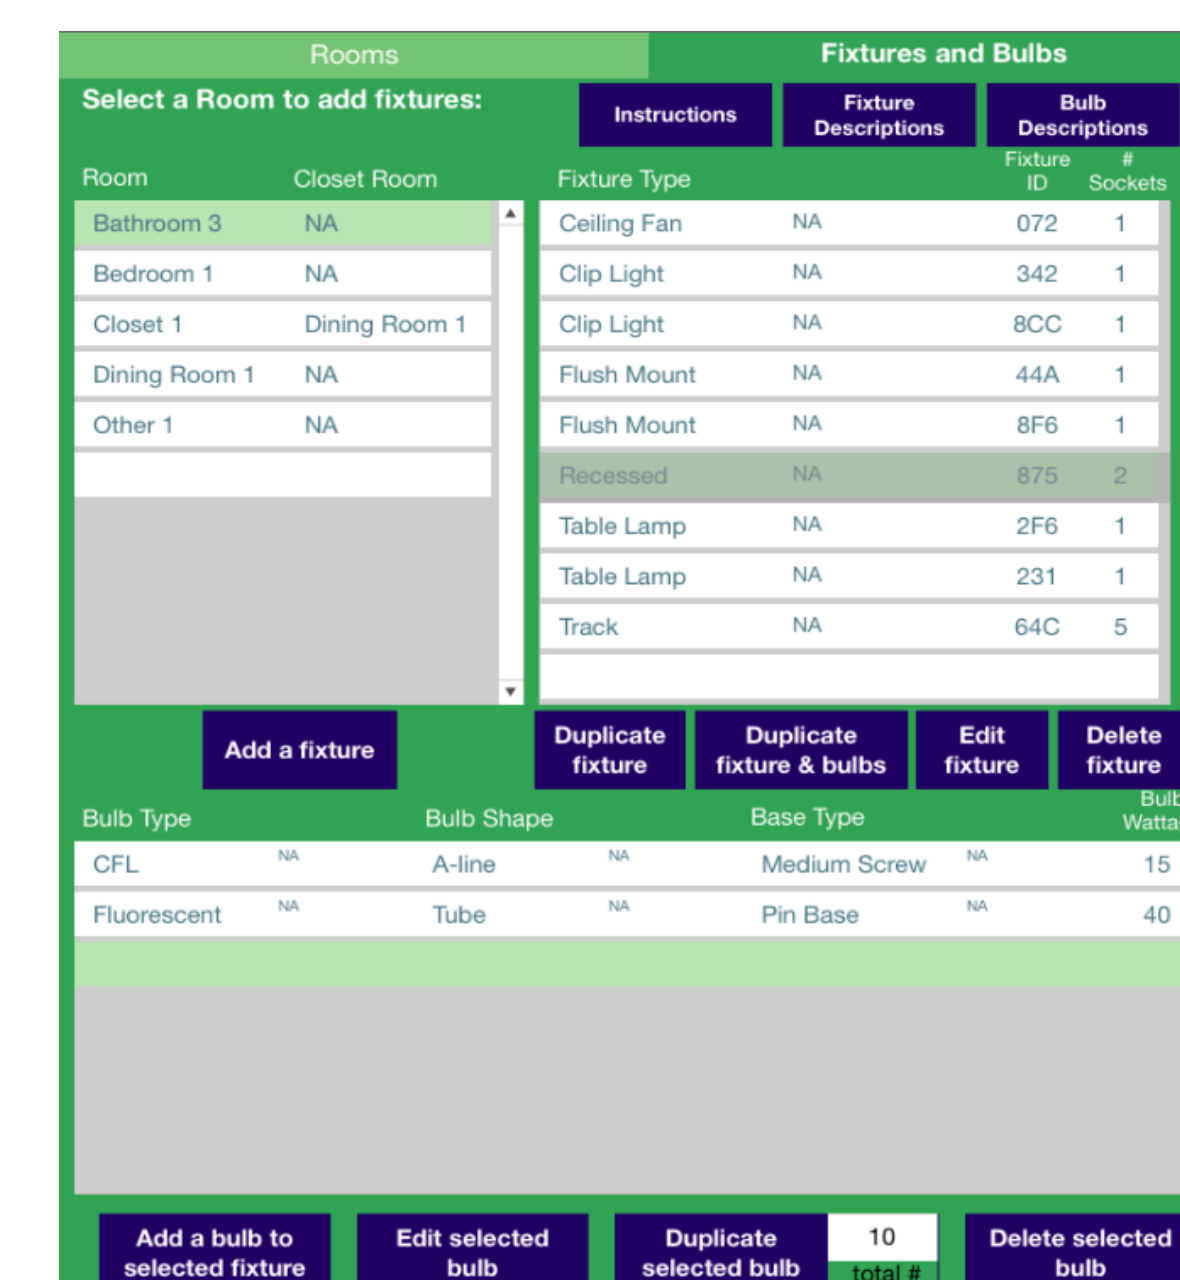 Rooms Fixtures and Bulbs
Select a Room to add fixtures:
Instructions
Fixture
Descriptions
Bulb
Descriptions
Room Closet Room
Fixture Type
Fixture
ID
#
Sockets
Bathroom 3 NA
Bedroom 1 NA
Closet 1 Dining Room 1
Dining Room 1 NA
Other 1 NA
Ceiling Fan NA 072 1
Clip Light NA 342 1
Clip Light NA 8CC 1
Flush Mount NA 44A 1
Flush Mount NA 8F6 1
Recessed NA 875 2
Table Lamp NA 2F6 1
Table Lamp NA 231 1
Track NA 64C 5
Add a fixture
Duplicate
fixture
Duplicate
fixture & bulbs
Edit
fixture
Delete
fixture
Bulb Type Bulb Shape Base Type
Bulb
Watta
CFL NA A-line NA Medium Screw NA 15
Fluorescent NA Tube NA Pin Base NA 40
Add a bulb to
selected fixture
Edit selected
bulb
Duplicate
selected bulb
10
total #
Delete selected
bulb